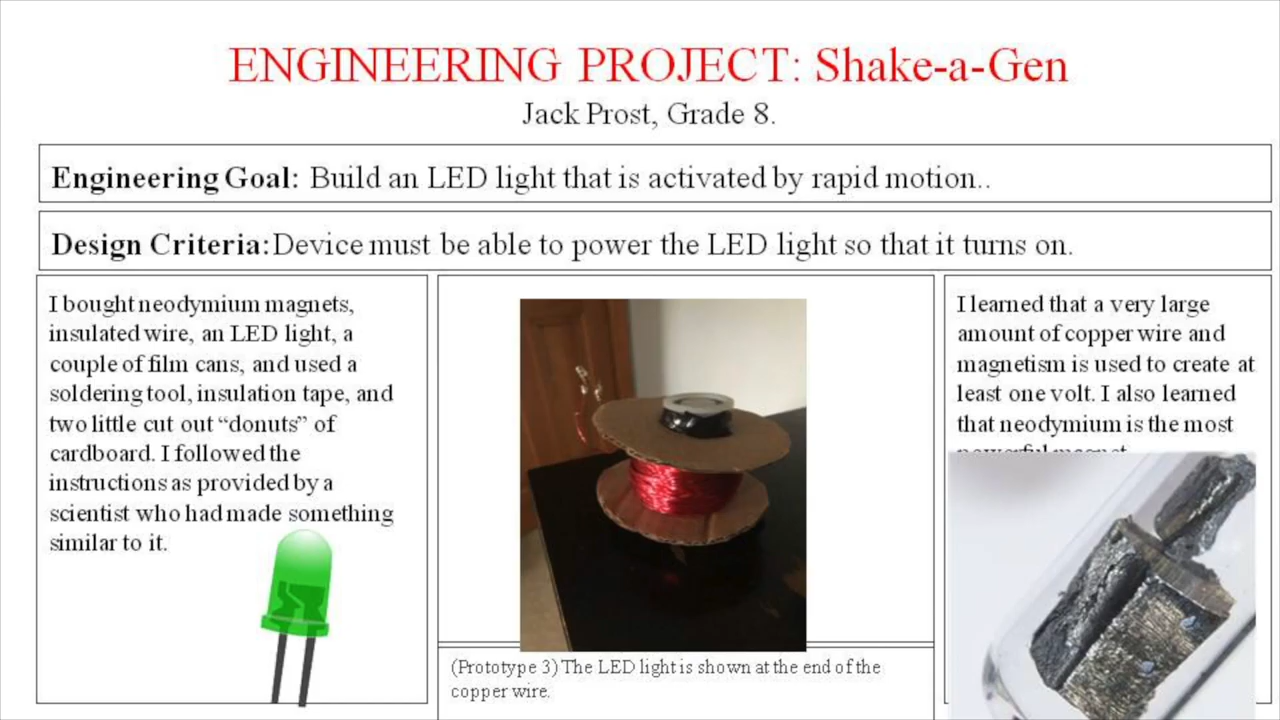 ENGINEERING PROJECT: Shake-a-Gen
Jack Prost, Grade 8.
Engineering Goal: Build an LED light that is activated by rapid motion..
Design Criteria:Device must be able to power the LED light so that it turns on.
I bought neodymium magnets,
insulated wire, an LED light, a
couple of film cans, and used a
soldering tool, insulation tape, and
two little cut out “donuts” of
cardboard. I followed the
instructions as provided by a
scientist who had made something
similar to it.
(Prototype 3) The LED light is shown at the end of the
copper wire.
I learned that a very large
amount of copper wire and
magnetism is used to create at
least one volt. I also learned
that neodymium is the most